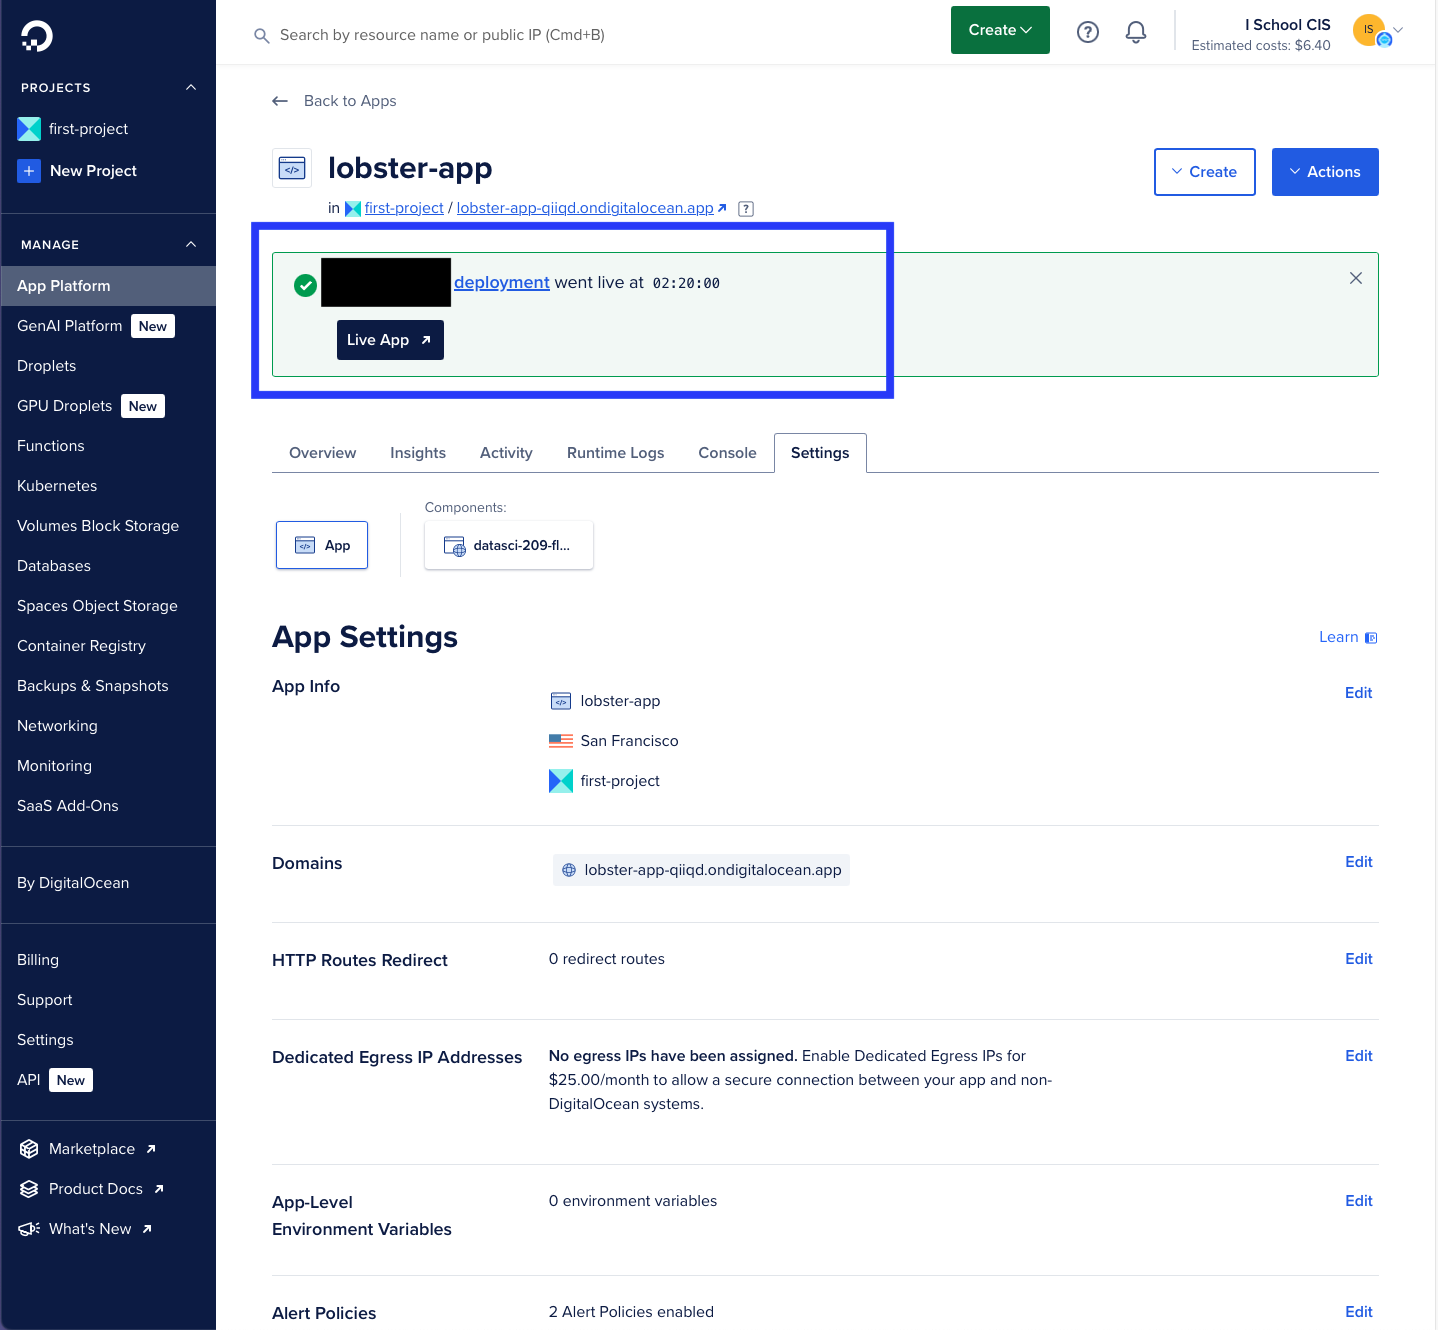 Search by resource name or public IP (Cmd+B)
Create
I School CIS
Estimated costs: $6.40
IS
PROJECTS
first-project
+ New Project
MANAGE
App Platform
GenAI Platform New
Droplets
GPU Droplets New
Functions
Kubernetes
Volumes Block Storage
Databases
Spaces Object Storage
Container Registry
Backups & Snapshots
Networking
Monitoring
SaaS Add-Ons
By DigitalOcean
Billing
Support
Settings
API New
Marketplace
Product Docs
What's New
← Back to Apps
lobster-app
Create
Actions
in first-project / lobster-app-qiiqd.ondigitalocean.app ?
deployment went live at 02:20:00
Live App
Overview
Insights
Activity
Runtime Logs
Console
Settings
App
Components:
datasci-209-fl...
App Settings
Learn
App Info
lobster-app
Edit
San Francisco
first-project
Domains
lobster-app-qiiqd.ondigitalocean.app
Edit
HTTP Routes Redirect
0 redirect routes
Edit
Dedicated Egress IP Addresses
No egress IPs have been assigned. Enable Dedicated Egress IPs for
$25.00/month to allow a secure connection between your app and non-
DigitalOcean systems.
Edit
App-Level
Environment Variables
0 environment variables
Edit
Alert Policies
2 Alert Policies enabled
Edit